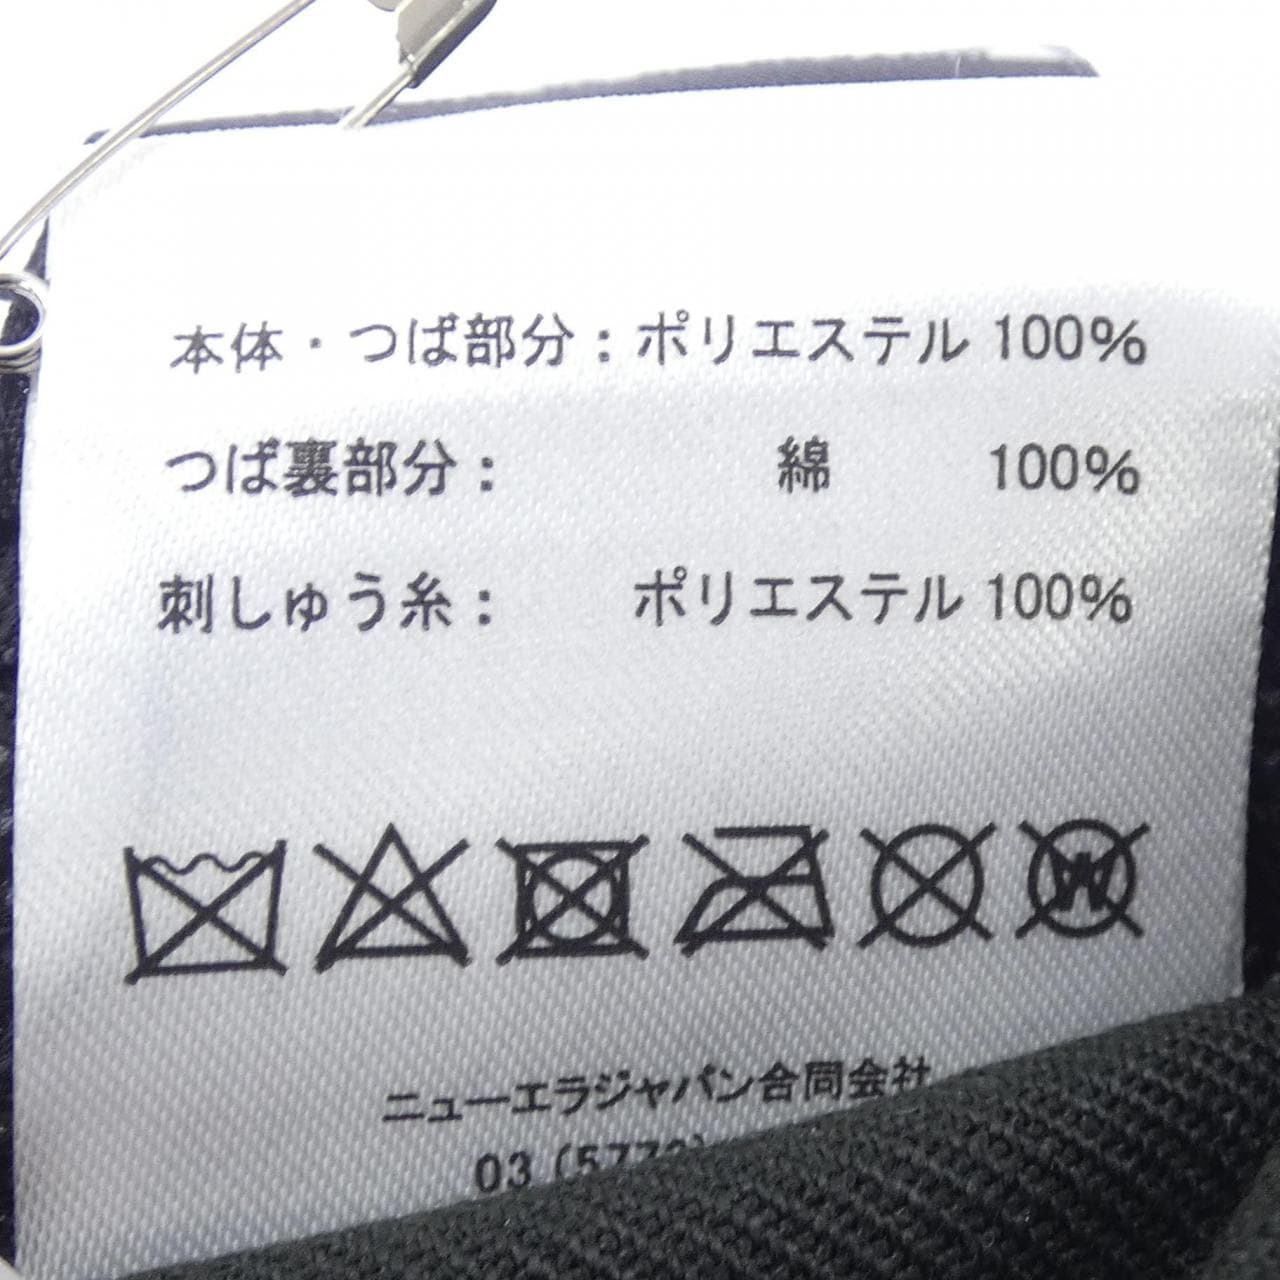 本体・つば部分：ポリエステル 100%
つば裏部分： 綿 100%
刺しゅう糸： ポリエステル 100%
W
ニューエラジャパン合同会社
03 (577